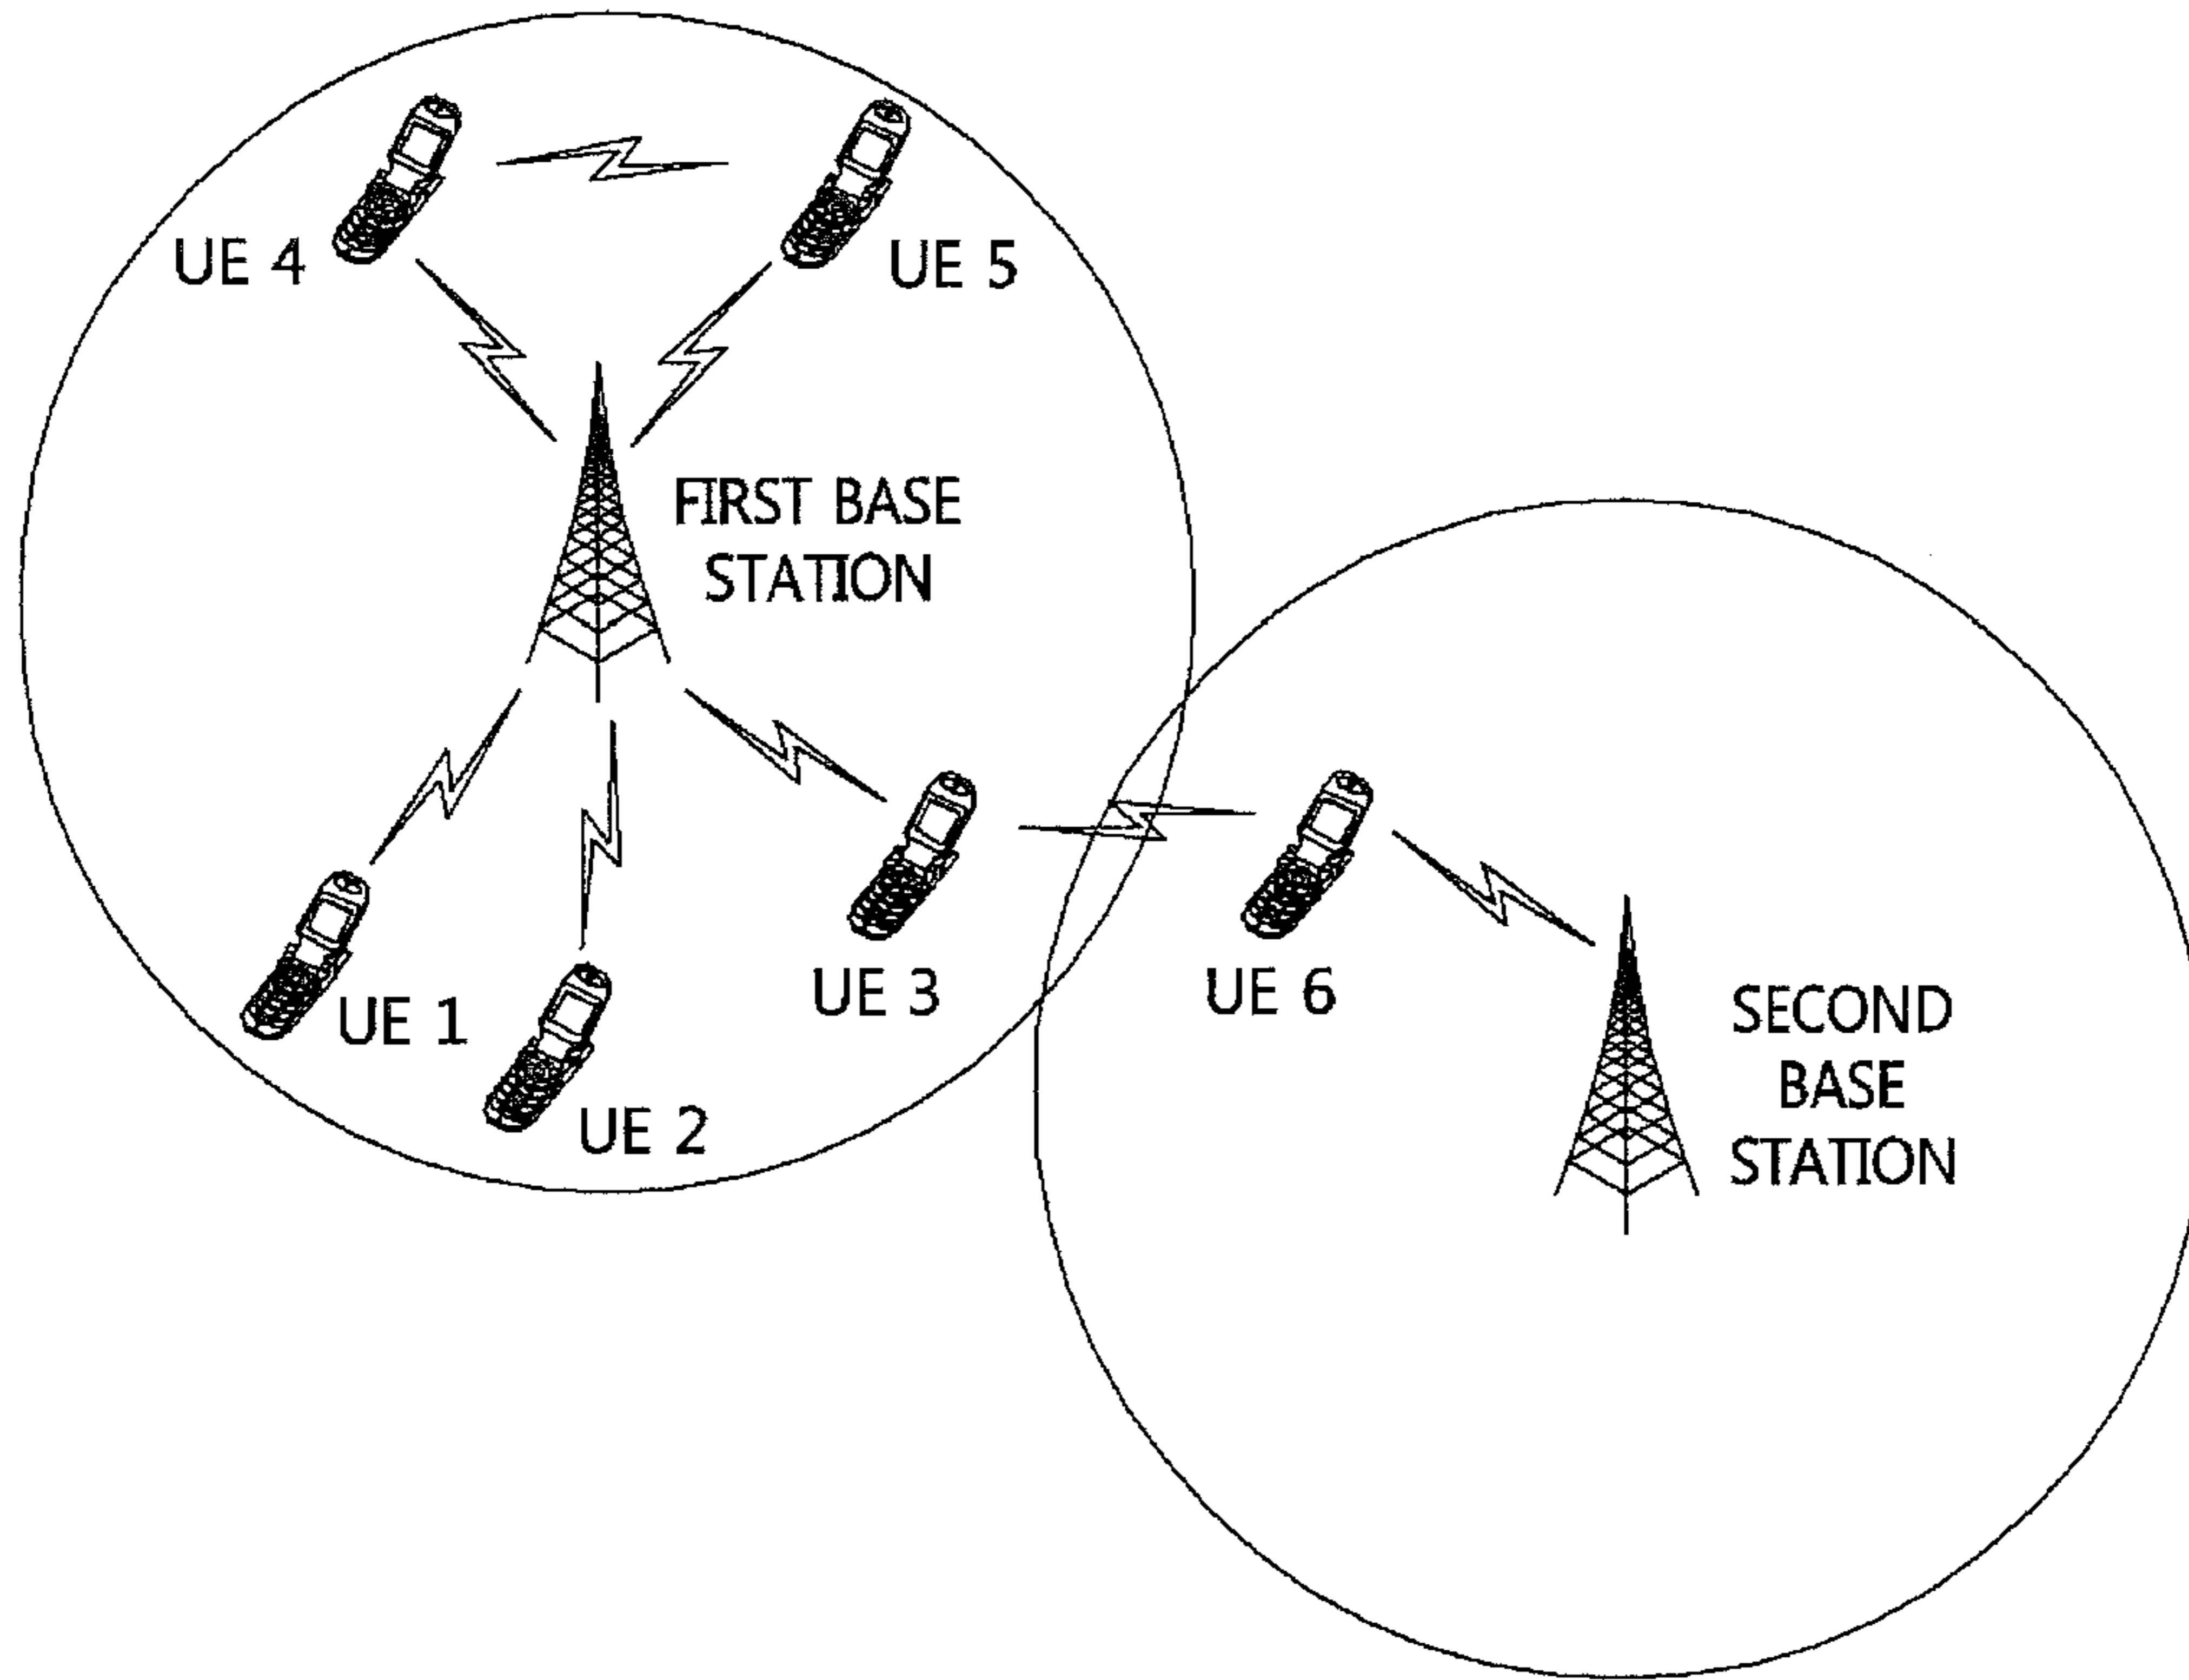 UE 4
UE 5
FIRST BASE
STATION
UE 1
UE 2
UE 3
UE 6
SECOND
BASE
STATION